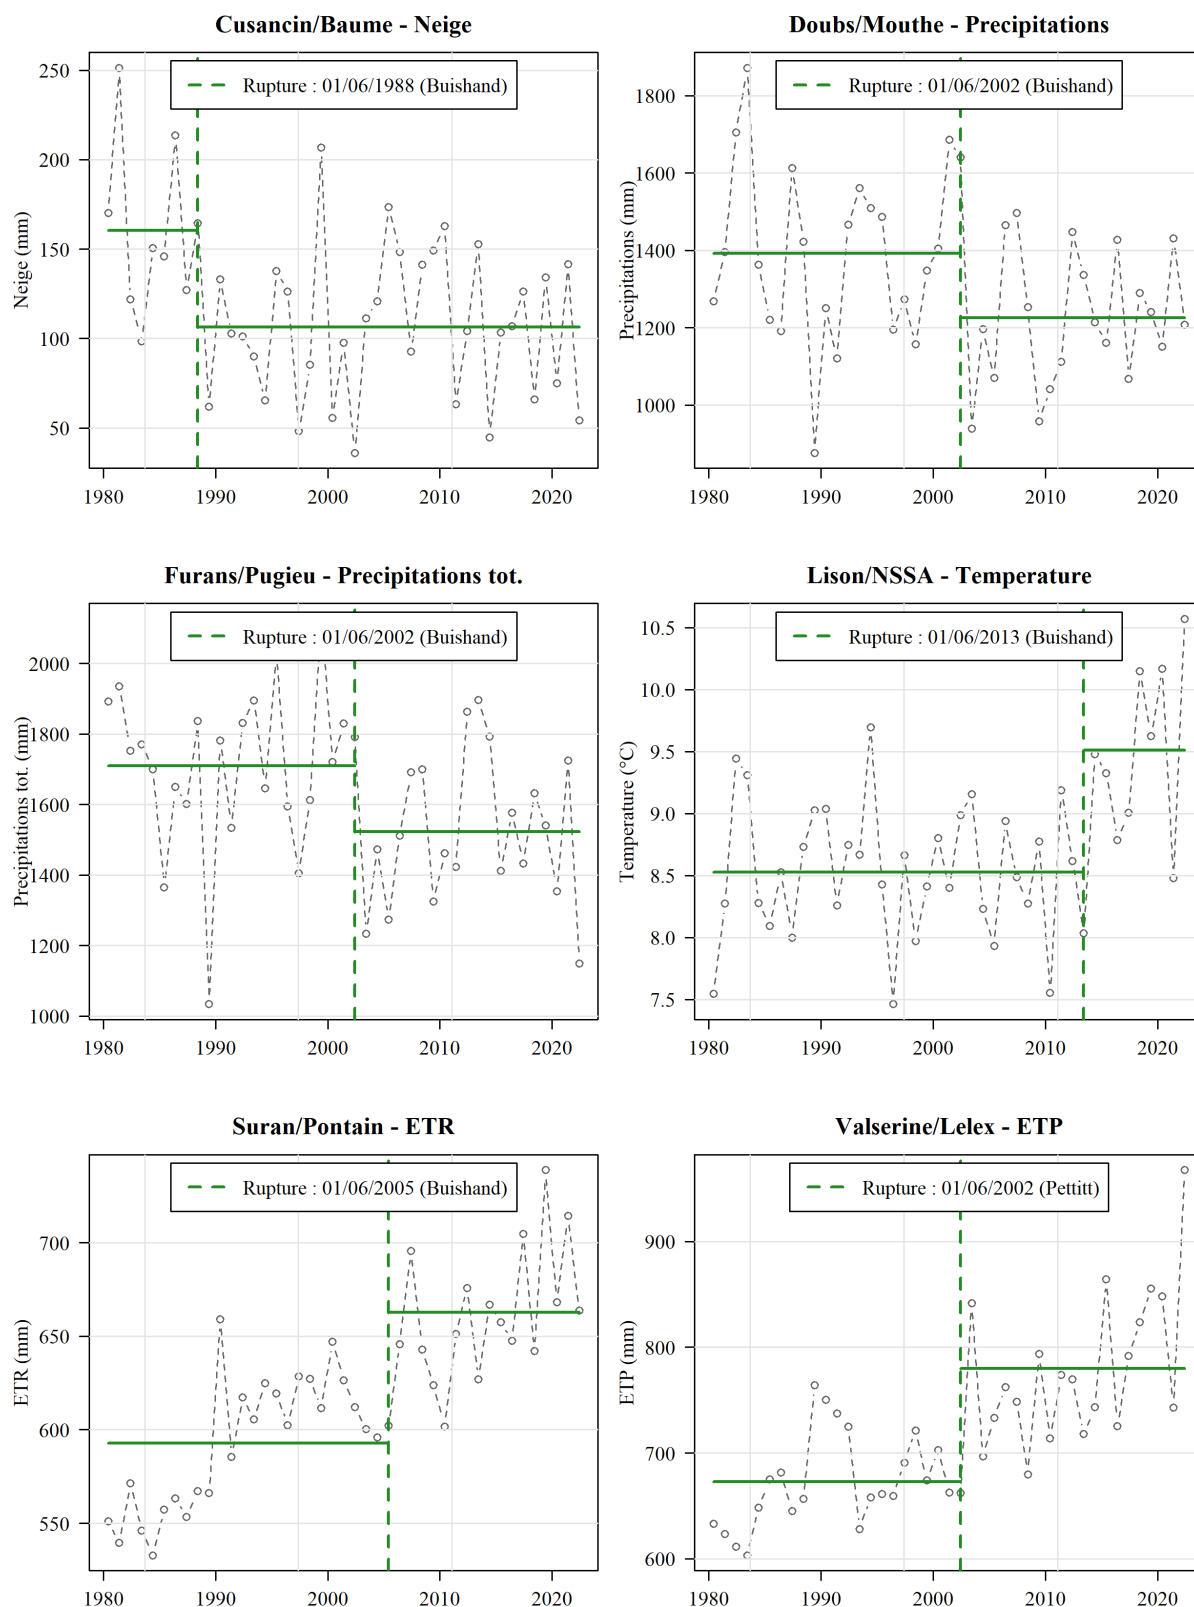 Cusancin/Baume - Neige
Rupture : 01/06/1988 (Buishand)
Neige (mm)
250
200
150
100
50
1980 1990 2000 2010 2020
Doubs/Mouthe - Precipitations
Rupture : 01/06/2002 (Buishand)
Precipitations (mm)
1800
1600
1400
1200
1000
1980 1990 2000 2010 2020
Furans/Pugieu - Precipitations tot.
Rupture : 01/06/2002 (Buishand)
Precipitations tot. (mm)
2000
1800
1600
1400
1200
1000
1980 1990 2000 2010 2020
Lison/NSSA - Temperature
Rupture : 01/06/2013 (Buishand)
Temperature (°C)
10.5
10.0
9.5
9.0
8.5
8.0
7.5
1980 1990 2000 2010 2020
Suran/Pontain - ETR
Rupture : 01/06/2005 (Buishand)
ETR (mm)
700
650
600
550
1980 1990 2000 2010 2020
Valserine/Lelex - ETP
Rupture : 01/06/2002 (Pettitt)
ETP (mm)
900
800
700
600
1980 1990 2000 2010 2020